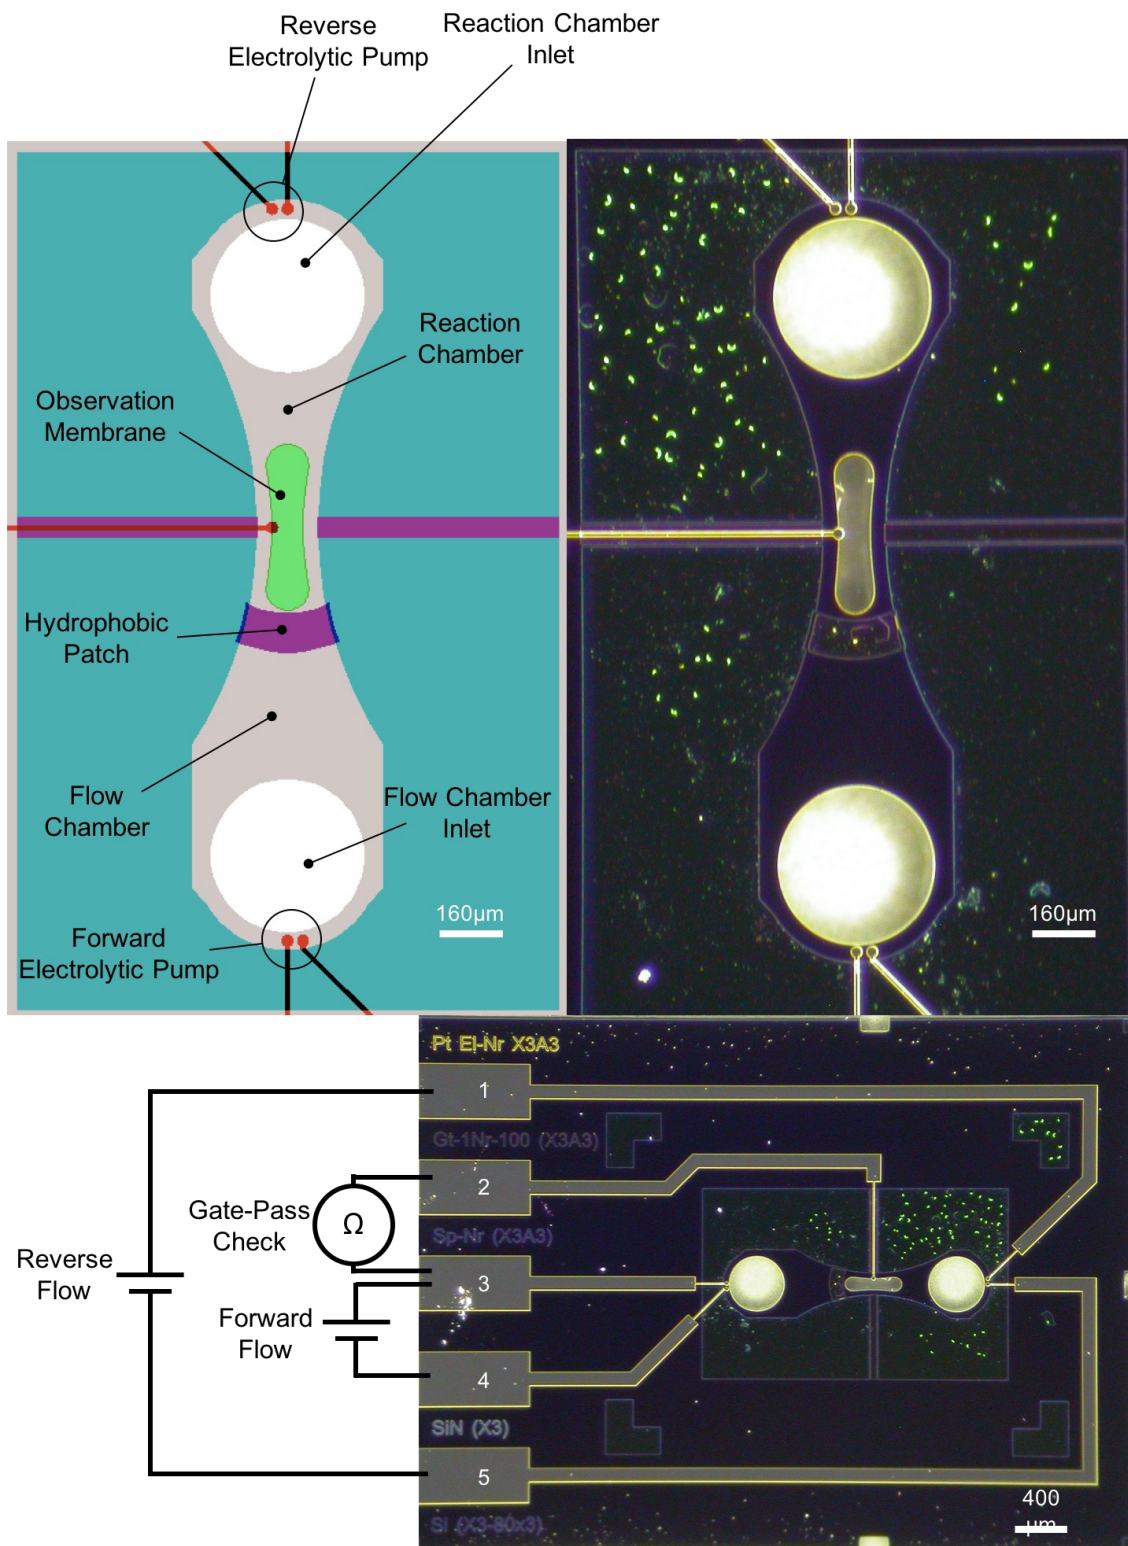 Reverse
Electrolytic Pump
Reaction Chamber
Inlet
Reaction
Chamber
Observation
Membrane
Hydrophobic
Patch
Flow
Chamber
Flow Chamber
Inlet
Forward
Electrolytic Pump
160µm
160µm
Pt El-Nr X3A3
1
Gt-1Nr-100 (X3A3)
2
Gate-Pass
Check
Ω
Sp-Nr (X3A3)
Reverse
Flow
3
Forward
Flow
4
SiN (X3)
5
400
µm
Si (X3-80x3)